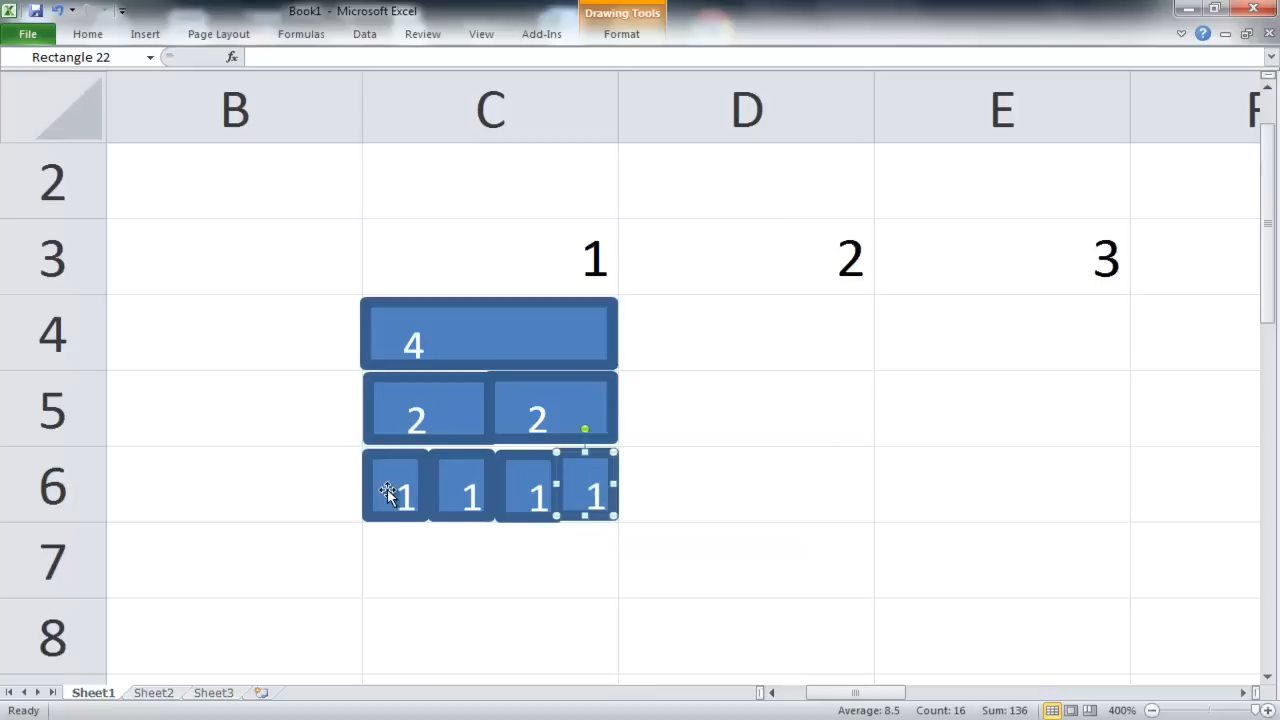 Book1 - Microsoft Excel
Drawing Tools
File Home Insert Page Layout Formulas Data Review View Add-Ins Format
Rectangle 22 fx
B C D E F
2
3 1 2 3
4 4
5 2 2
6 1 1 1 1
7
8
Sheet1 Sheet2 Sheet3
Ready Average: 8.5 Count: 16 Sum: 136 400%